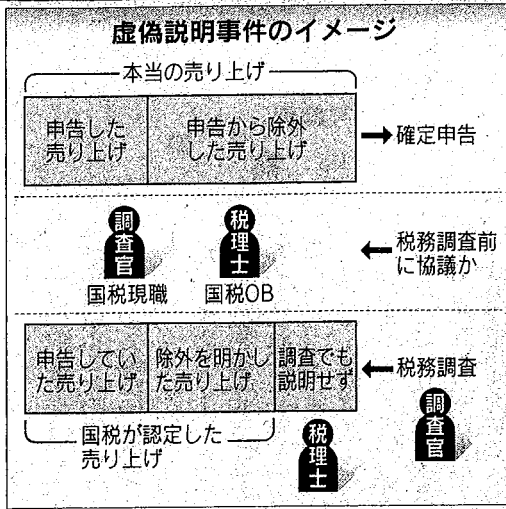 虚偽説明事件のイメージ
本当の売り上げ
申告した
売り上げ
申告から除外
した売り上げ
➡確定申告
調査官
税理士
国税現職
国税OB
⬅税務調査前
に協議か
申告してい
た売り上げ
除外を明かし
た売り上げ
調査でも
説明せず
⬅税務調査
国税が認定した
売り上げ
税理士
調査官